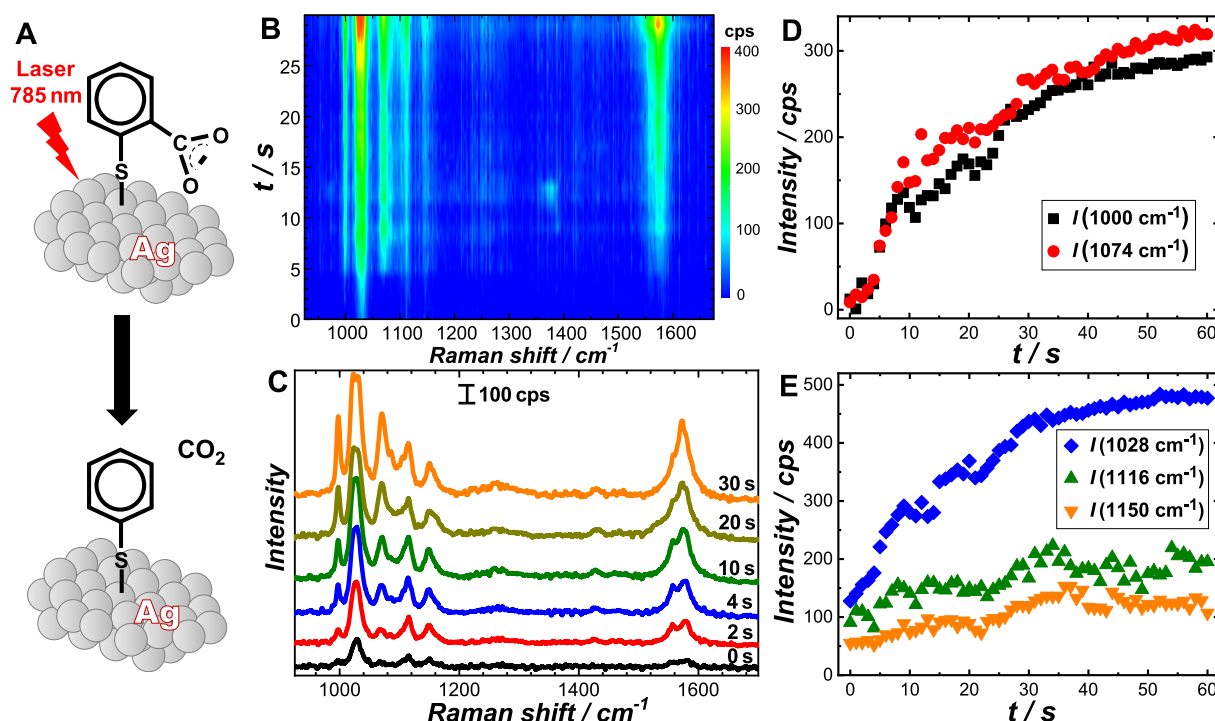 A
Laser
785 nm
C
O
O
S
Ag
CO2
S
Ag
B
cps
400
300
200
100
0
25
20
15
10
5
0
t / s
1000 1100 1200 1300 1400 1500 1600
Raman shift / cm-1
C
100 cps
30 s
20 s
10 s
4 s
2 s
0 s
Intensity
1000 1200 1400 1600
Raman shift / cm-1
D
300
200
100
0
Intensity / cps
I (1000 cm-1)
I (1074 cm-1)
0 10 20 30 40 50 60
t / s
E
500
400
300
200
100
0
Intensity / cps
I (1028 cm-1)
I (1116 cm-1)
I (1150 cm-1)
0 10 20 30 40 50 60
t / s